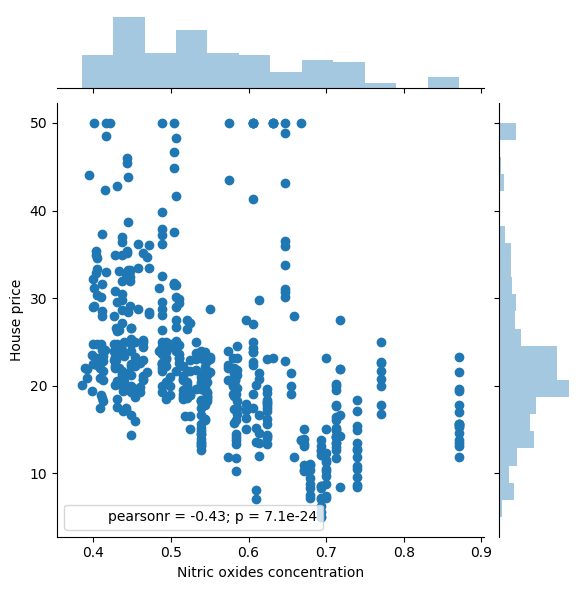 50
40
30
20
10
House price
pearsonr = -0.43; p = 7.1e-24
0.4 0.5 0.6 0.7 0.8 0.9
Nitric oxides concentration